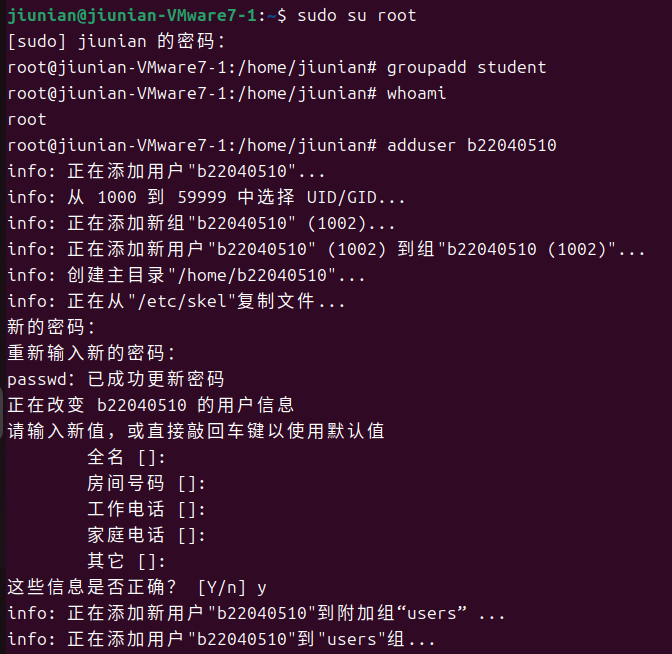 jiunian@jiunian-VMware7-1:~$ sudo su root
[sudo] jiunian 的密码：
root@jiunian-VMware7-1:/home/jiunian# groupadd student
root@jiunian-VMware7-1:/home/jiunian# whoami
root
root@jiunian-VMware7-1:/home/jiunian# adduser b22040510
info: 正在添加用户"b22040510"...
info: 从 1000 到 59999 中选择 UID/GID...
info: 正在添加新组"b22040510" (1002)...
info: 正在添加新用户"b22040510" (1002) 到组"b22040510 (1002)"...
info: 创建主目录"/home/b22040510"...
info: 正在从"/etc/skel"复制文件...
新的密码：
重新输入新的密码：
passwd：已成功更新密码
正在改变 b22040510 的用户信息
请输入新值，或直接敲回车键以使用默认值
全名 []:
房间号码 []:
工作电话 []:
家庭电话 []:
其它 []:
这些信息是否正确？ [Y/n] y
info: 正在添加新用户"b22040510"到附加组“users” ...
info: 正在添加用户"b22040510"到"users"组...